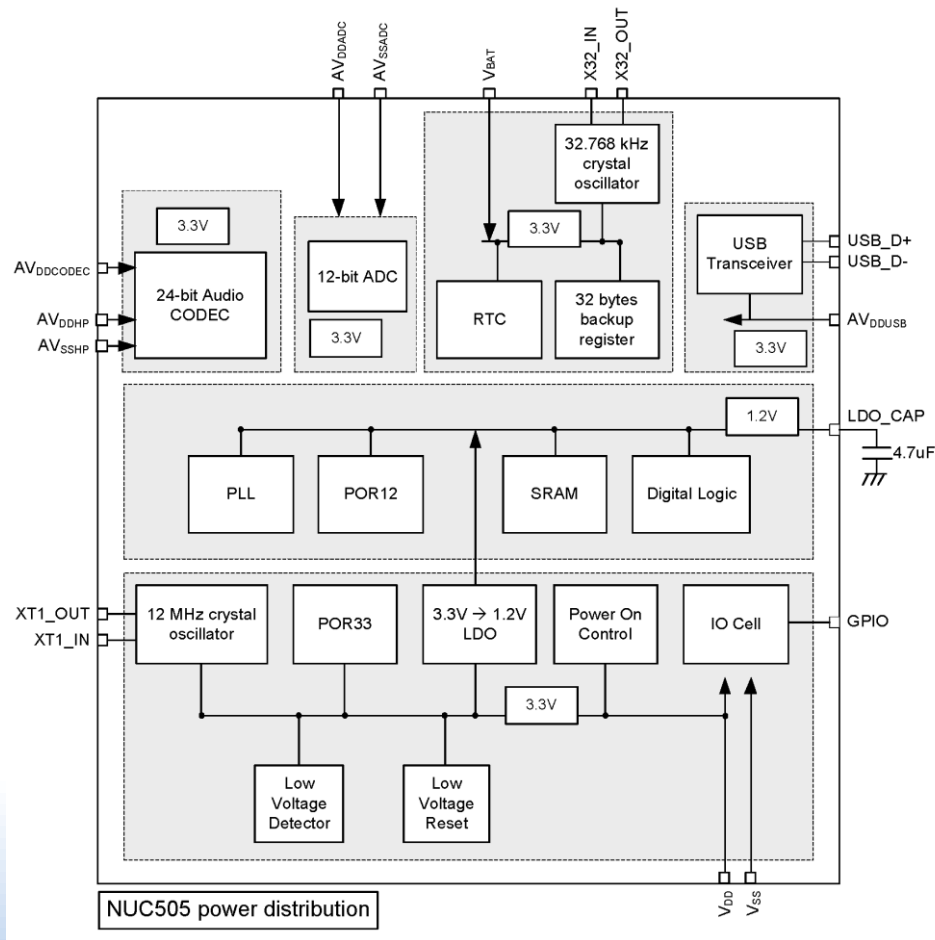 AVDDADC
AVSSADC
VBAT
X32_IN
X32_OUT
32.768 kHz
crystal
oscillator
3.3V
3.3V
USB
Transceiver
USB_D+
USB_D-
AVDDCODEC
24-bit Audio
CODEC
12-bit ADC
RTC
32 bytes
backup
register
AVDDHP
AVSSHP
3.3V
AVDDUSB
3.3V
1.2V
LDO_CAP
4.7uF
PLL
POR12
SRAM
Digital Logic
XT1_OUT
XT1_IN
12 MHz crystal
oscillator
POR33
3.3V → 1.2V
LDO
Power On
Control
IO Cell
GPIO
3.3V
Low
Voltage
Detector
Low
Voltage
Reset
VDD
VSS
NUC505 power distribution